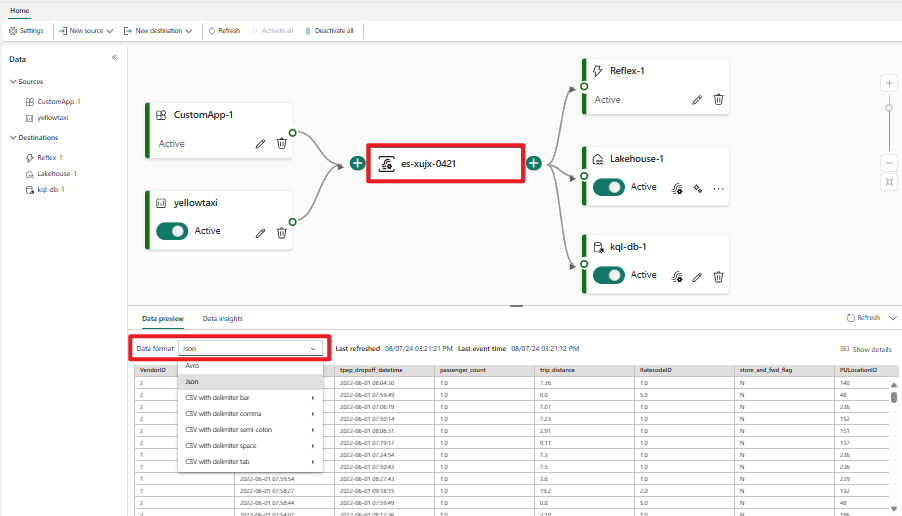 Home
Settings New source New destination Refresh Activate all Deactivate all
Data
Sources
CustomApp-1
yellowtaxi
Destinations
Reflex-1
Lakehouse-1
kql-db-1
CustomApp-1
Active
yellowtaxi
Active
es-xujx-0421
Reflex-1
Active
Lakehouse-1
Active
kql-db-1
Active
Data preview Data insights Refresh
Data format Json Last refreshed 08/07/24 03:21:21 PM Last event time 08/07/24 03:21:12 PM Show details
Avro
Json
CSV with delimiter bar
CSV with delimiter comma
CSV with delimiter semi-colon
CSV with delimiter space
CSV with delimiter tab
VendorID tpep_dropoff_datetime passenger_count trip_distance RatecodeID store_and_fwd_flag PULocationID
2 2022-06-01 08:04:30 1.0 7.36 1.0 N 140
2 2022-06-01 07:59:49 1.0 0.0 5.0 N 48
2 2022-06-01 07:06:19 1.0 1.07 1.0 N 236
2 2022-06-01 07:50:14 1.0 1.23 1.0 N 152
2 2022-06-01 08:06:31 1.0 2.91 1.0 N 151
2 2022-06-01 07:19:17 1.0 9.11 1.0 N 137
1 2022-06-01 07:24:54 1.0 1.3 1.0 N 236
1 2022-06-01 07:50:43 1.0 1.5 1.0 N 236
1 2022-06-01 07:59:54 2022-06-01 08:27:43 1.0 3.6 1.0 N 229
1 2022-06-01 07:58:27 2022-06-01 09:18:15 1.0 19.2 2.0 N 132
2 2022-06-01 07:58:44 2022-06-01 07:59:49 1.0 0.0 5.0 N 48
2 2022-06-01 07:54:02 2022-06-01 08:12:36 1.0 2.19 1.0 N 186